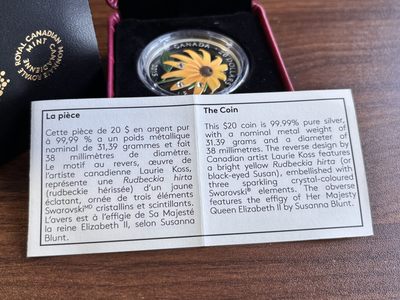 ROYAL CANADIAN MINT
MONNAIE ROYALE CANADIENNE
CANADA
La pièce
Cette pièce de 20 $ en argent pur
à 99,99 % a un poids métallique
nominal de 31,39 grammes et fait
38 millimètres de diamètre.
Le motif au revers, œuvre de
l'artiste canadienne Laurie Koss,
représente une Rudbeckia hirta
(rudbeckie hérissée) d'un jaune
éclatant, ornée de trois éléments
Swarovskiᴹᴰ cristallins et scintillants.
L'avers est à l'effigie de Sa Majesté
la reine Elizabeth II, selon Susanna
Blunt.
The Coin
This $20 coin is 99.99% pure silver,
with a nominal metal weight of
31.39 grams and a diameter of
38 millimetres. The reverse design by
Canadian artist Laurie Koss features
a bright yellow Rudbeckia hirta (or
black-eyed Susan), embellished with
three sparkling crystal-coloured
Swarovski® elements. The obverse
features the effigy of Her Majesty
Queen Elizabeth II by Susanna Blunt.